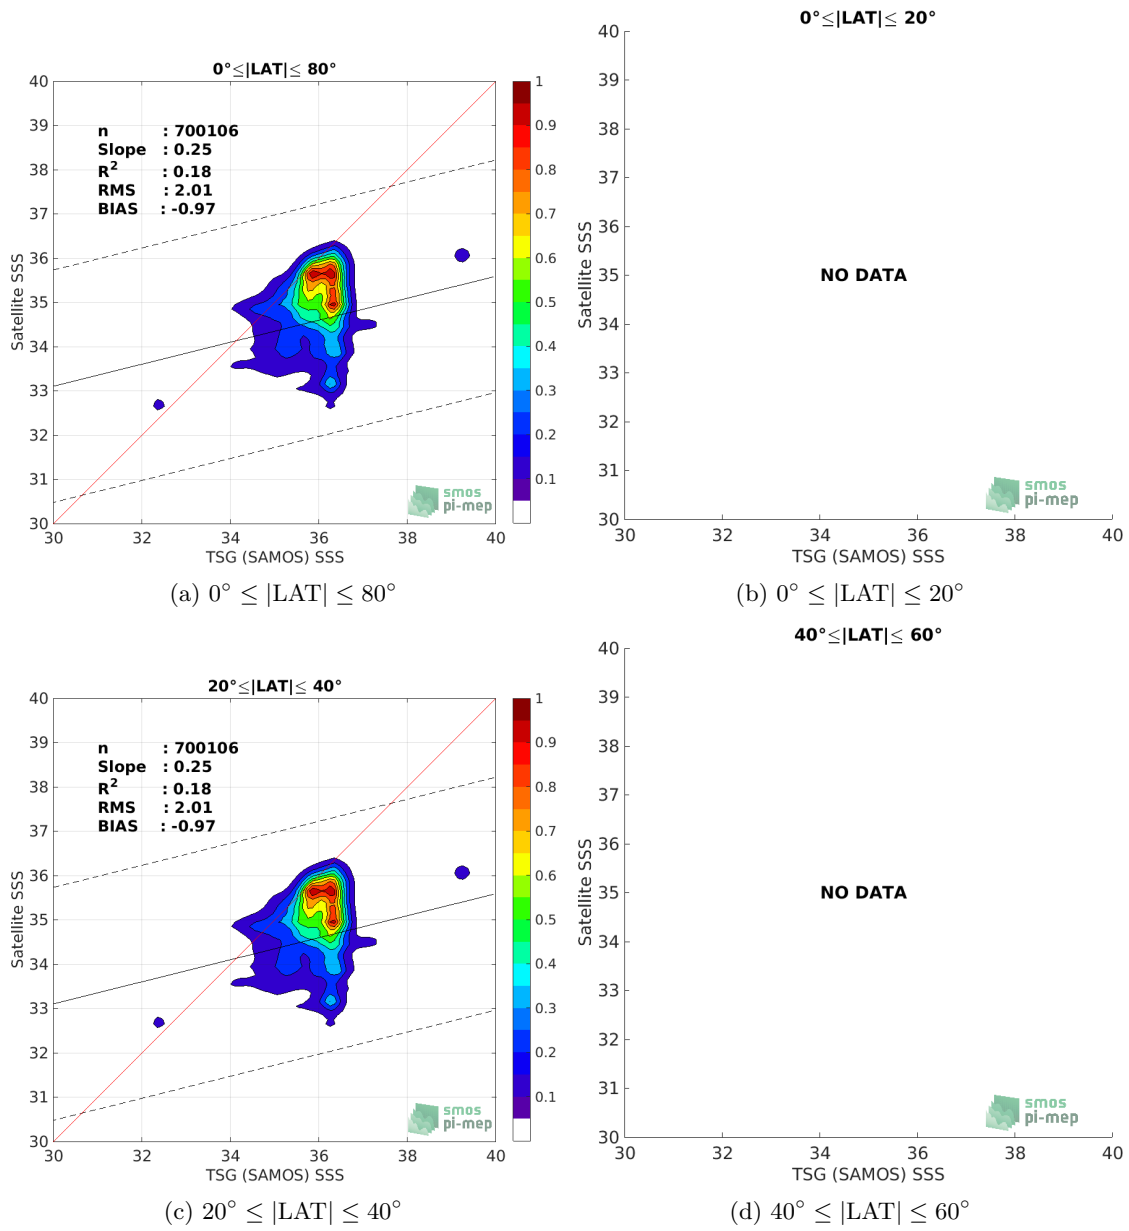 0°≤|LAT|≤ 80°
n : 700106
Slope : 0.25
R² : 0.18
RMS : 2.01
BIAS : -0.97
40
39
38
37
36
35
34
33
32
31
30
30 32 34 36 38 40
Satellite SSS
TSG (SAMOS) SSS
1
0.9
0.8
0.7
0.6
0.5
0.4
0.3
0.2
0.1
smos
pi-mep
(a) 0° ≤ |LAT| ≤ 80°
0°≤|LAT|≤ 20°
40
39
38
37
36
35
34
33
32
31
30
30 32 34 36 38 40
Satellite SSS
NO DATA
TSG (SAMOS) SSS
smos
pi-mep
(b) 0° ≤ |LAT| ≤ 20°
20°≤|LAT|≤ 40°
n : 700106
Slope : 0.25
R² : 0.18
RMS : 2.01
BIAS : -0.97
40
39
38
37
36
35
34
33
32
31
30
30 32 34 36 38 40
Satellite SSS
TSG (SAMOS) SSS
1
0.9
0.8
0.7
0.6
0.5
0.4
0.3
0.2
0.1
smos
pi-mep
(c) 20° ≤ |LAT| ≤ 40°
40°≤|LAT|≤ 60°
40
39
38
37
36
35
34
33
32
31
30
30 32 34 36 38 40
Satellite SSS
NO DATA
TSG (SAMOS) SSS
smos
pi-mep
(d) 40° ≤ |LAT| ≤ 60°